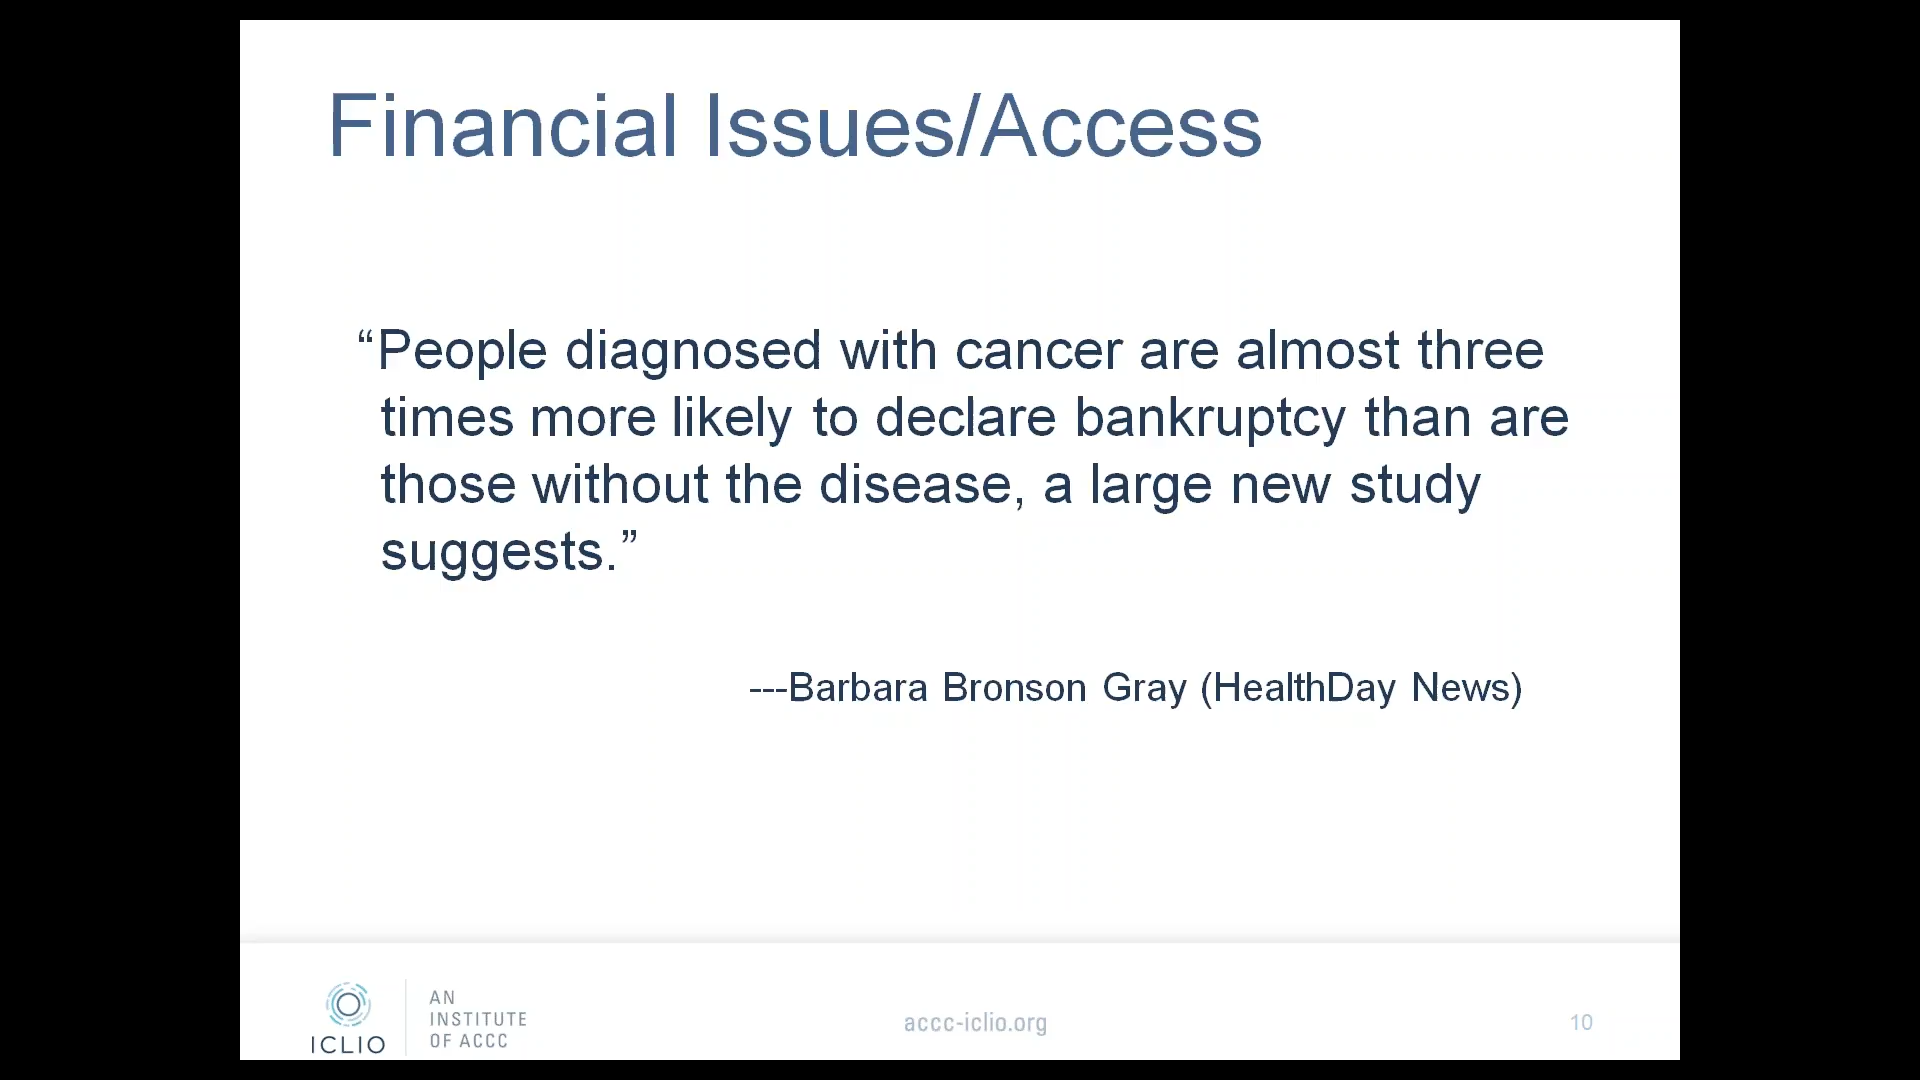 Financial Issues/Access
“People diagnosed with cancer are almost three
times more likely to declare bankruptcy than are
those without the disease, a large new study
suggests.”
---Barbara Bronson Gray (HealthDay News)
ICLIO
AN
INSTITUTE
OF ACCC
accc-iclio.org
10